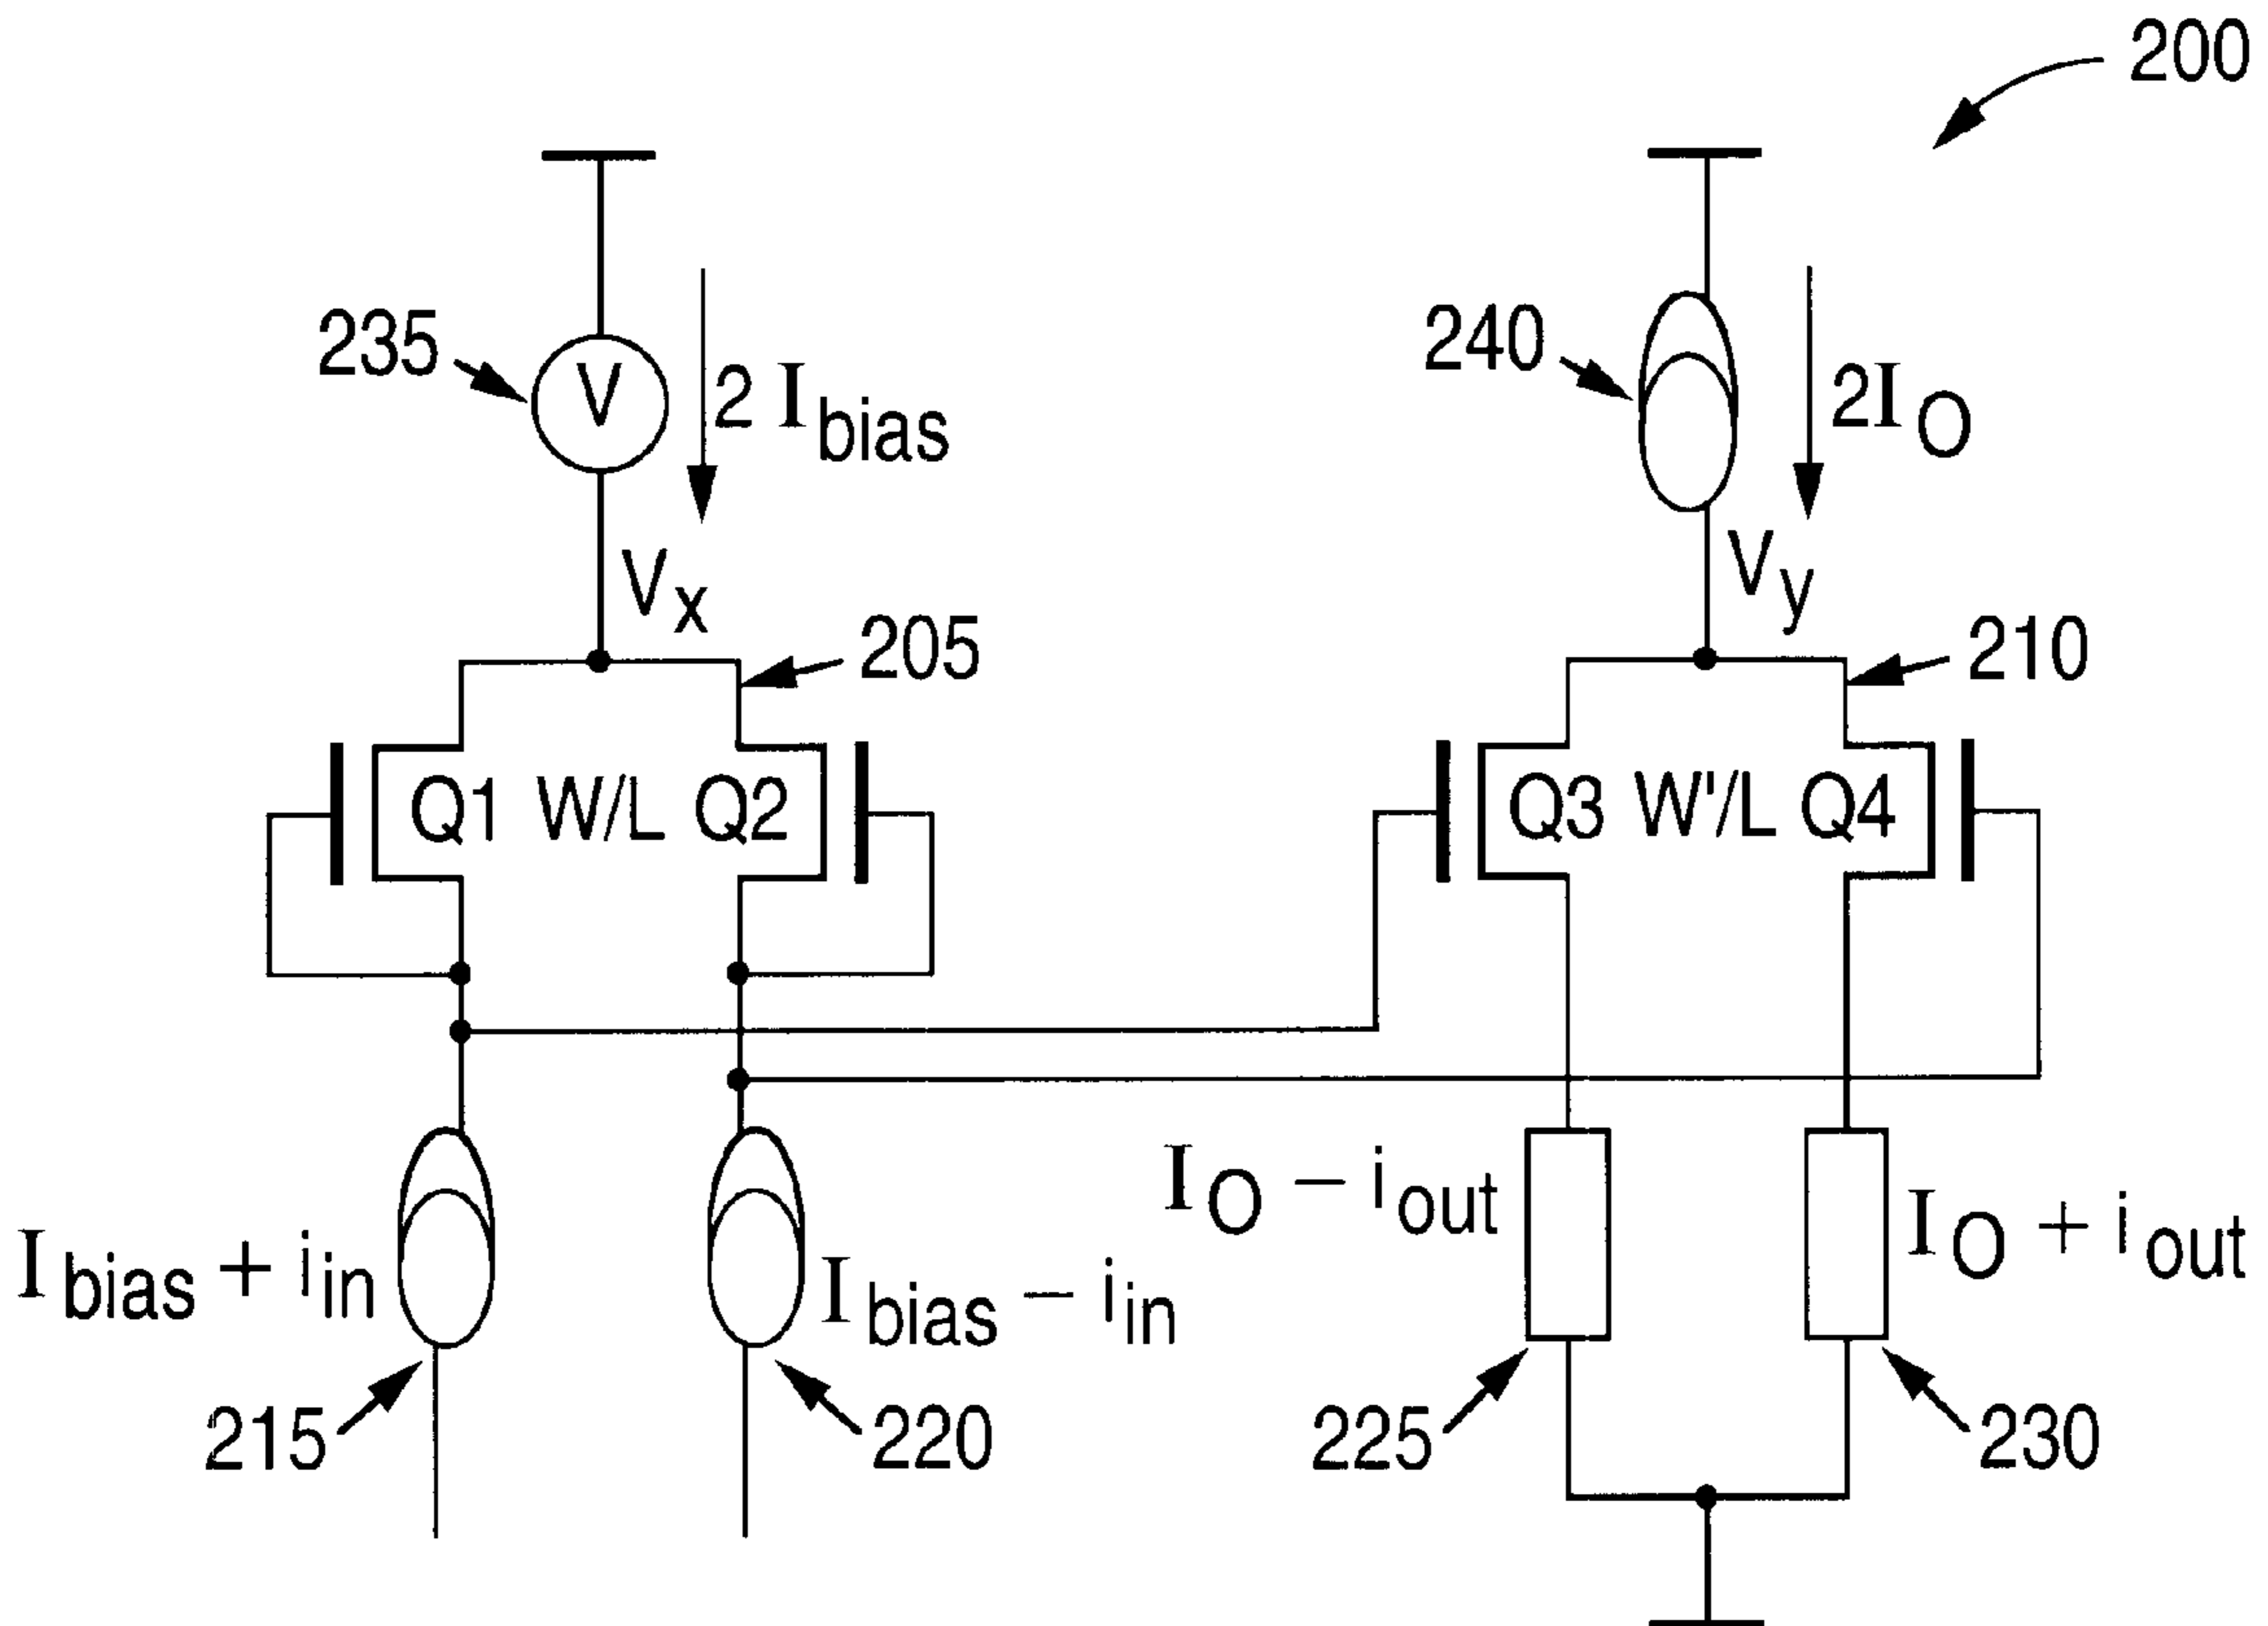 200
235
V
2 Ibias
240
2IO
Vx
Vy
205
210
Q1 W/L Q2
Q3 W'/L Q4
Ibias + iin
Ibias − iin
IO − iout
IO + iout
215
220
225
230